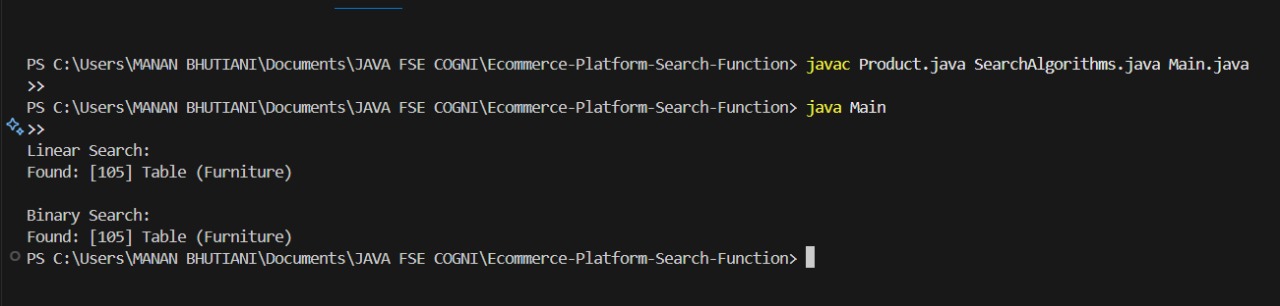 PS C:\Users\MANAN BHUTIANI\Documents\JAVA FSE COGNI\Ecommerce-Platform-Search-Function> javac Product.java SearchAlgorithms.java Main.java
>>
PS C:\Users\MANAN BHUTIANI\Documents\JAVA FSE COGNI\Ecommerce-Platform-Search-Function> java Main
>>
Linear Search:
Found: [105] Table (Furniture)

Binary Search:
Found: [105] Table (Furniture)
PS C:\Users\MANAN BHUTIANI\Documents\JAVA FSE COGNI\Ecommerce-Platform-Search-Function>